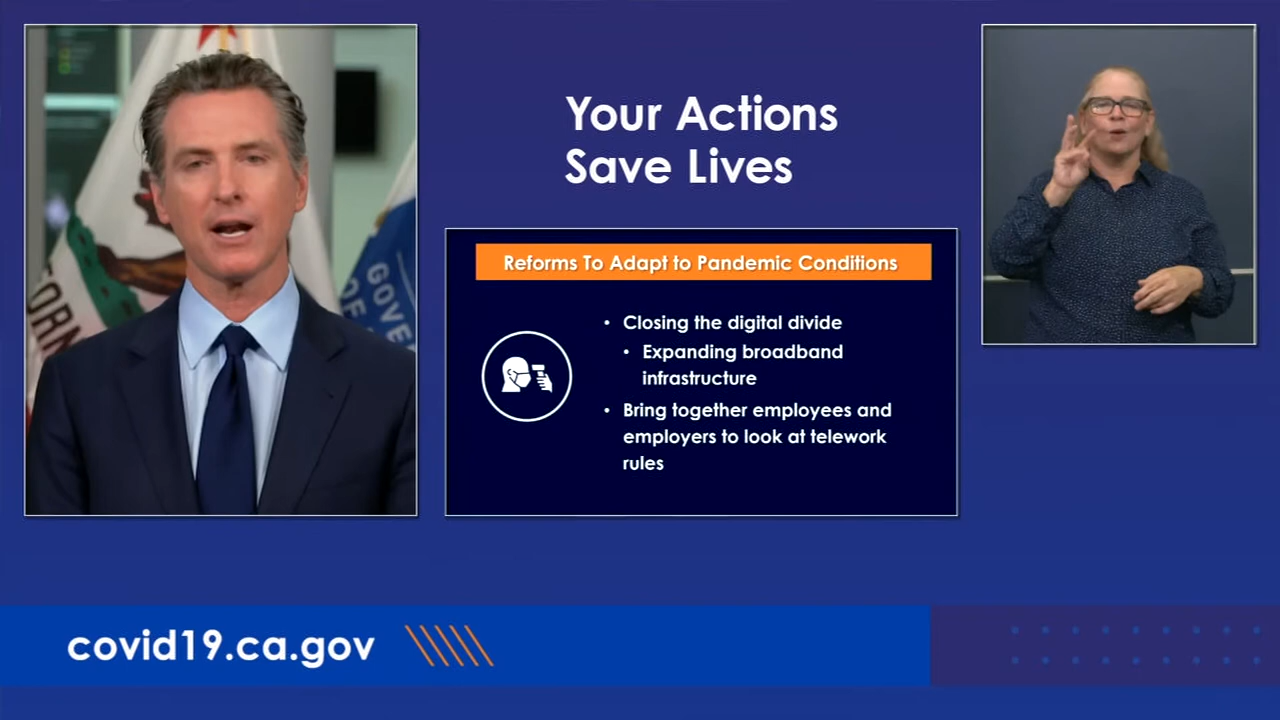 Your Actions
Save Lives
Reforms To Adapt to Pandemic Conditions
• Closing the digital divide
• Expanding broadband
infrastructure
• Bring together employees and
employers to look at telework
rules
covid19.ca.gov